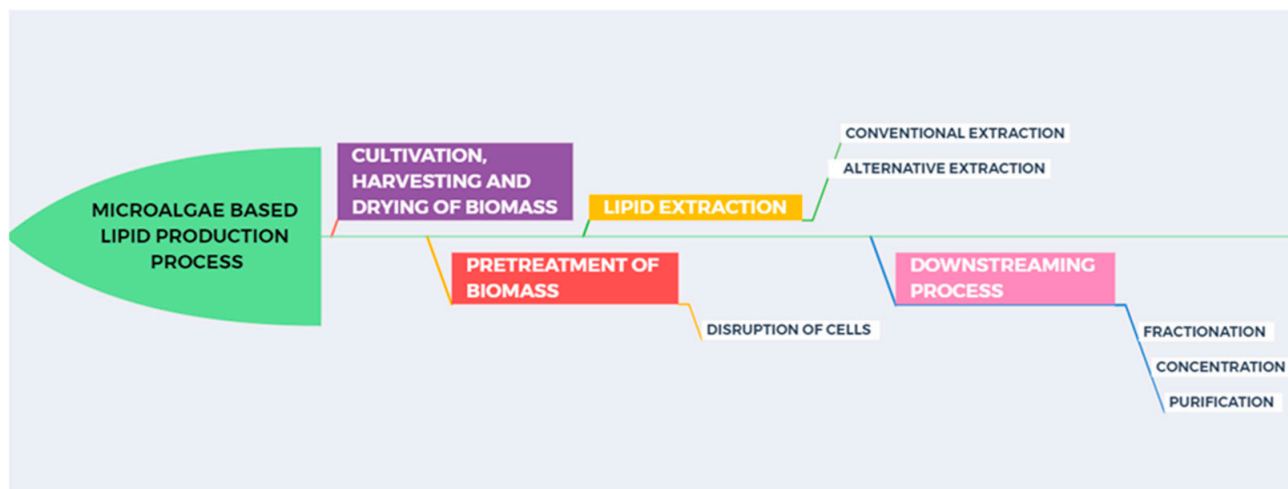 MICROALGAE BASED
LIPID PRODUCTION
PROCESS
CULTIVATION,
HARVESTING AND
DRYING OF BIOMASS
PRETREATMENT OF
BIOMASS
DISRUPTION OF CELLS
LIPID EXTRACTION
CONVENTIONAL EXTRACTION
ALTERNATIVE EXTRACTION
DOWNSTREAMING
PROCESS
FRACTIONATION
CONCENTRATION
PURIFICATION